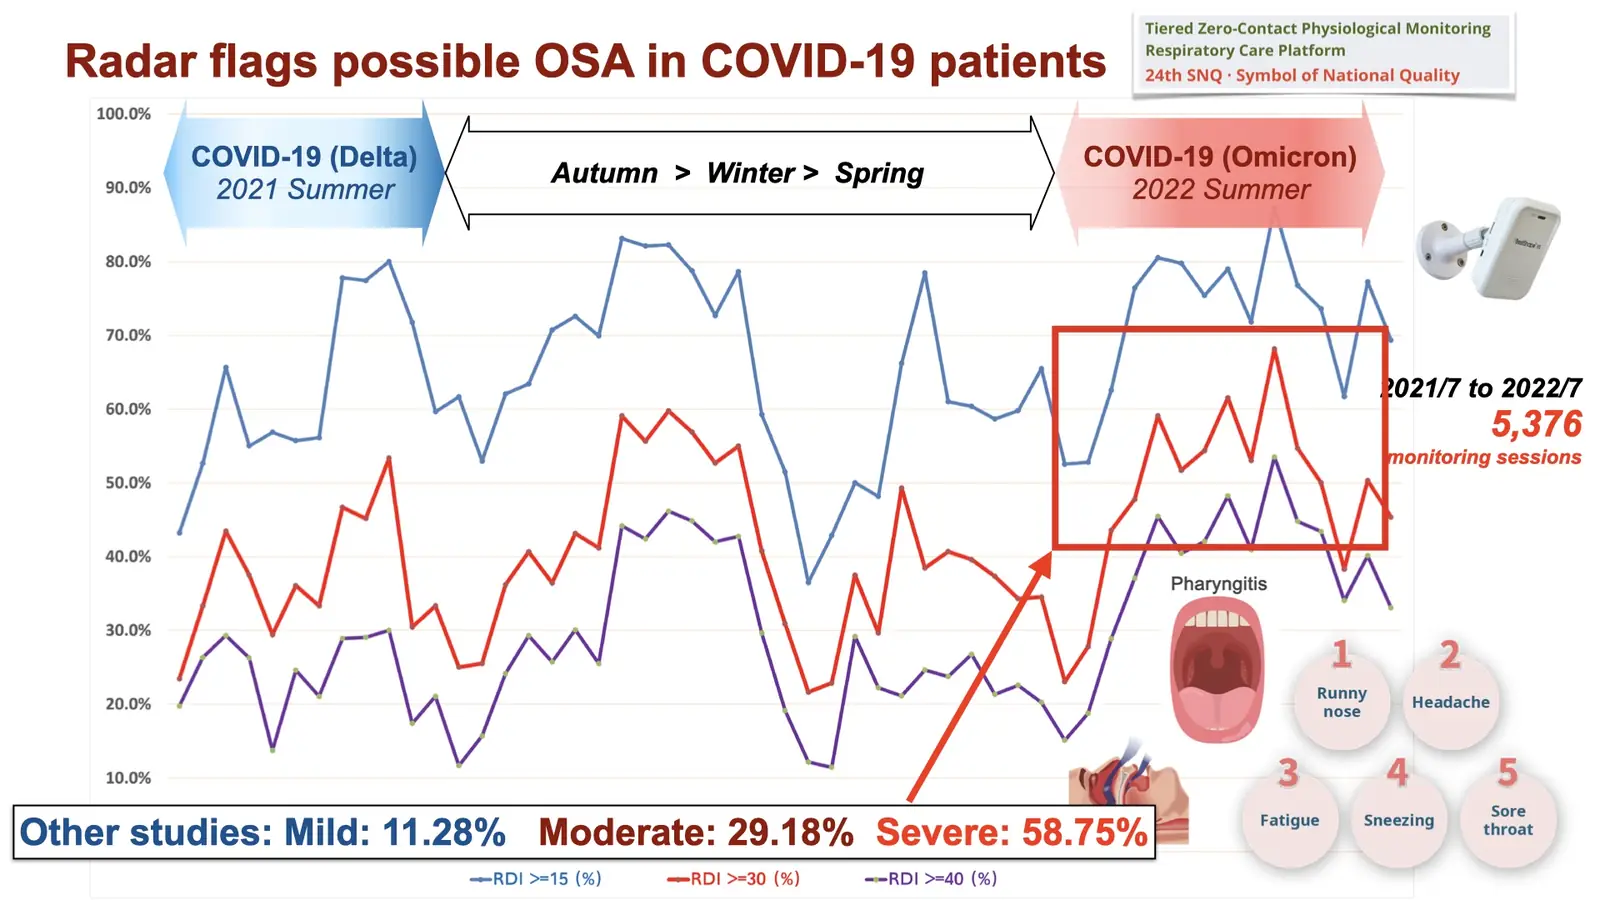 Radar flags possible OSA in COVID-19 patients
Tiered Zero-Contact Physiological Monitoring
Respiratory Care Platform
24th SNQ · Symbol of National Quality
100.0%
90.0%
80.0%
70.0%
60.0%
50.0%
40.0%
30.0%
20.0%
10.0%
COVID-19 (Delta)
2021 Summer
Autumn > Winter > Spring
COVID-19 (Omicron)
2022 Summer
2021/7 to 2022/7
5,376
monitoring sessions
Pharyngitis
1
Runny
nose
2
Headache
3
Fatigue
4
Sneezing
5
Sore
throat
Other studies: Mild: 11.28% Moderate: 29.18% Severe: 58.75%
RDI >=15 (%) RDI >=30 (%) RDI >=40 (%)